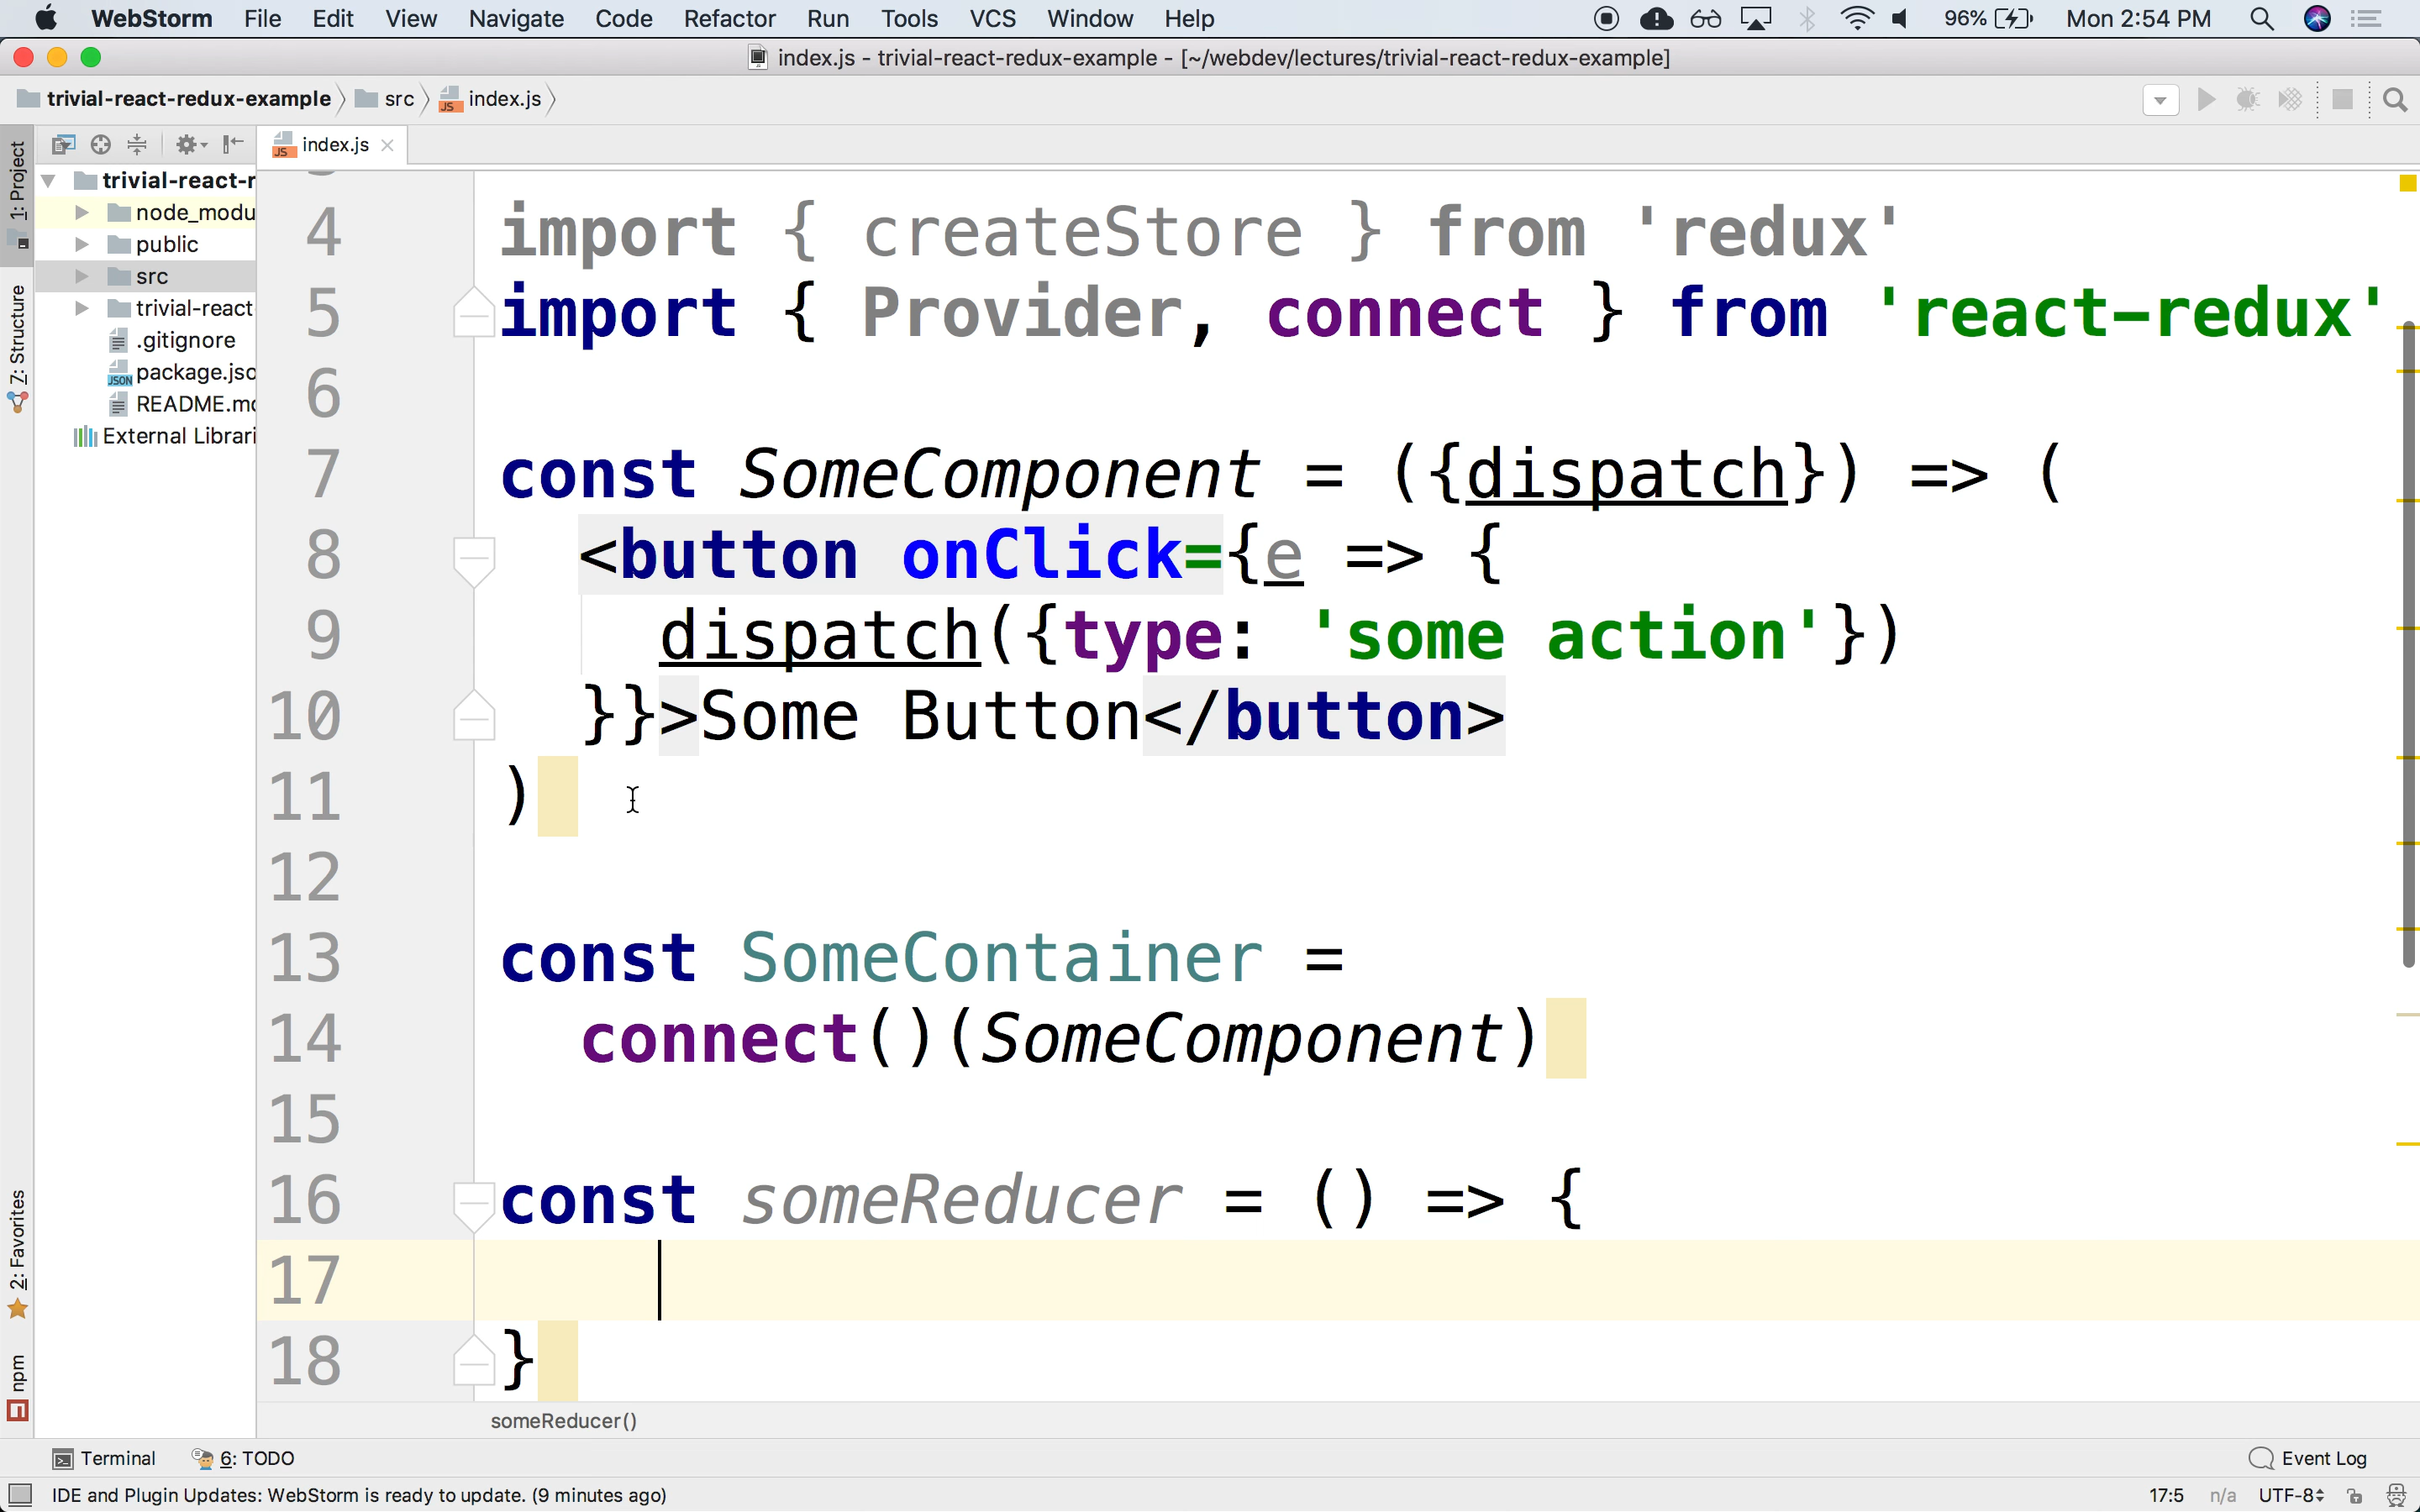 WebStorm File Edit View Navigate Code Refactor Run Tools VCS Window Help 96% Mon 2:54 PM
index.js - trivial-react-redux-example - [~/webdev/lectures/trivial-react-redux-example]
trivial-react-redux-example src index.js
index.js
1: Project
7: Structure
2: Favorites
npm
trivial-react-r
node_modu
public
src
trivial-react
.gitignore
package.jso
README.m
External Librari
4 import { createStore } from 'redux'
5 import { Provider, connect } from 'react-redux'
6
7 const SomeComponent = ({dispatch}) => (
8 <button onClick={e => {
9 dispatch({type: 'some action'})
10 }}>Some Button</button>
11 )
12
13 const SomeContainer =
14 connect()(SomeComponent)
15
16 const someReducer = () => {
17
18 }
someReducer()
Terminal 6: TODO Event Log
IDE and Plugin Updates: WebStorm is ready to update. (9 minutes ago) 17:5 n/a UTF-8